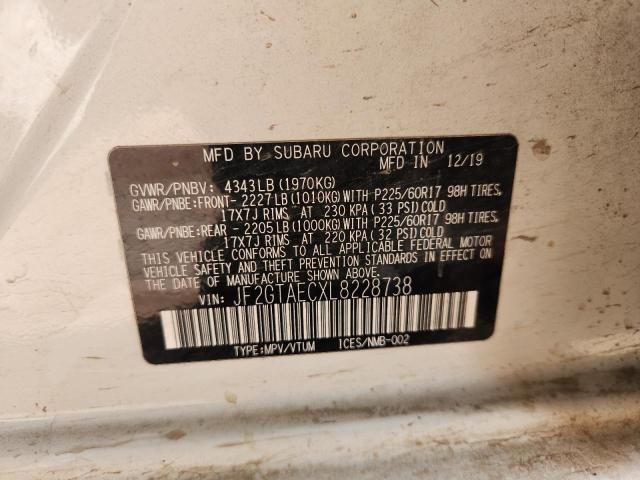 MFD BY SUBARU CORPORATION
MFD IN 12/19
GVWR/PNBV: 4343LB(1970KG)
GAWR/PNBE:FRONT- 2227LB(1010KG)WITH P225/60R17 98H TIRES,
17X7J RIMS AT 230 KPA(33 PSI)COLD
GAWR/PNBE:REAR - 2205LB(1000KG)WITH P225/60R17 98H TIRES,
17X7J RIMS AT 220 KPA(32 PSI)COLD
THIS VEHICLE CONFORMS TO ALL APPLICABLE FEDERAL MOTOR
VEHICLE SAFETY AND THEFT PREVENTION STANDARDS IN EFFECT ON
THE DATE OF MANUFACTURE SHOWN ABOVE.
VIN: JF2GTAECXL8228738
TYPE:MPV/VTUM ICES/NMB-002